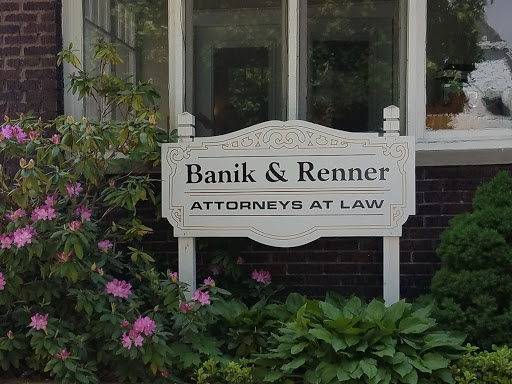 Banik & Renner
ATTORNEYS AT LAW